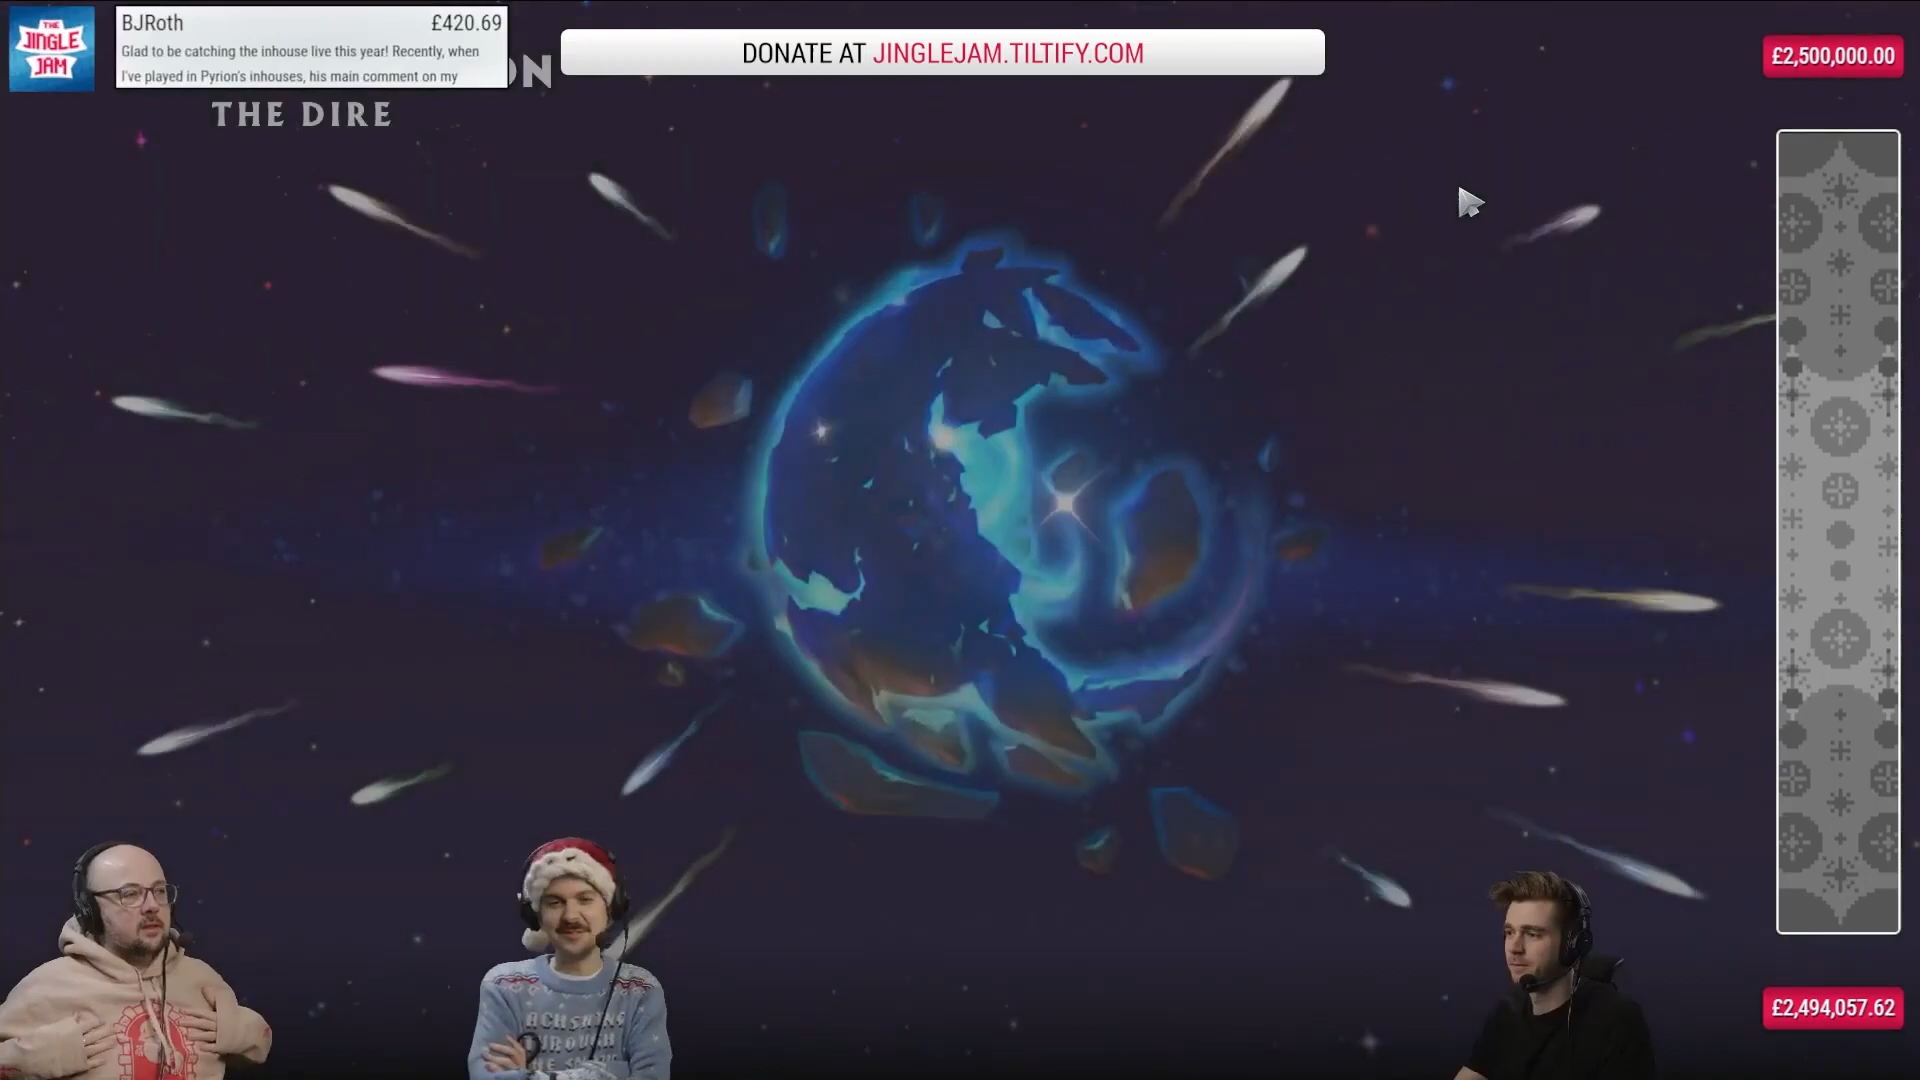 THE
JINGLE
JAM
BJRoth £420.69
Glad to be catching the inhouse live this year! Recently, when
I've played in Pyrion's inhouses, his main comment on my
ON
THE DIRE
DONATE AT JINGLEJAM.TILTIFY.COM
£2,500,000.00
THROUGH
£2,494,057.62